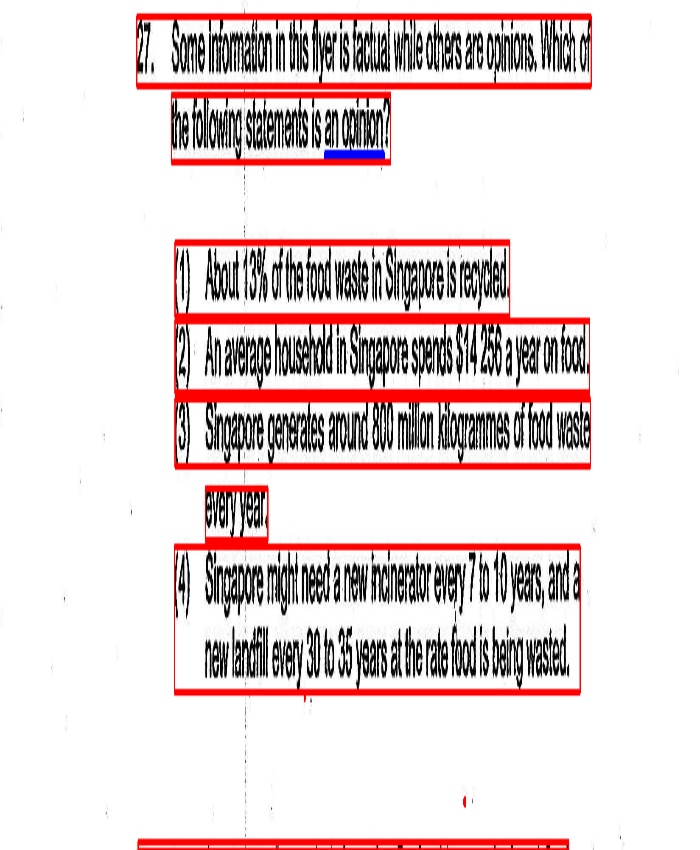 27. Some information in this flyer is factual while others are opinions. Which of
the following statements is an opinion?
(1) About 13% of the food waste in Singapore is recycled.
(2) An average household in Singapore spends $14 256 a year on food.
(3) Singapore generates around 800 million kilogrammes of food waste
every year.
(4) Singapore might need a new incinerator every 7 to 10 years, and a
new landfill every 30 to 35 years at the rate food is being wasted.